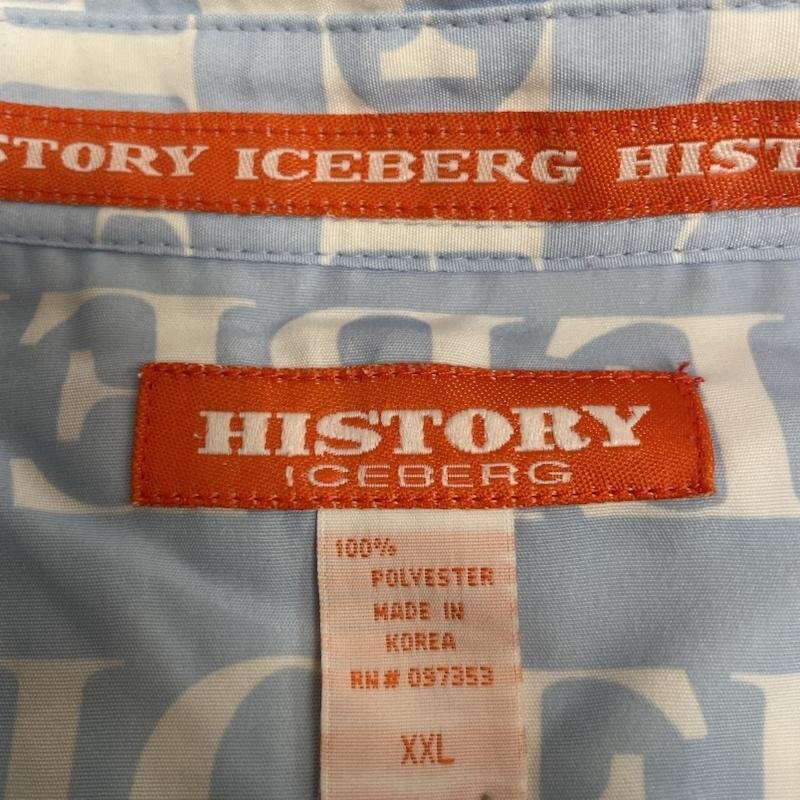 STORY ICEBERG HIST
HISTORY
ICEBERG
100%
POLYESTER
MADE IN
KOREA
RN# 097353
XXL